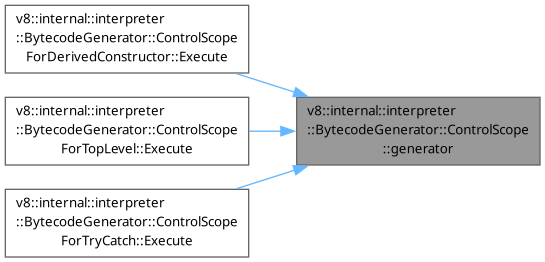 v8::internal::interpreter
::BytecodeGenerator::ControlScope
ForDerivedConstructor::Execute
v8::internal::interpreter
::BytecodeGenerator::ControlScope
ForTopLevel::Execute
v8::internal::interpreter
::BytecodeGenerator::ControlScope
ForTryCatch::Execute
v8::internal::interpreter
::BytecodeGenerator::ControlScope
::generator